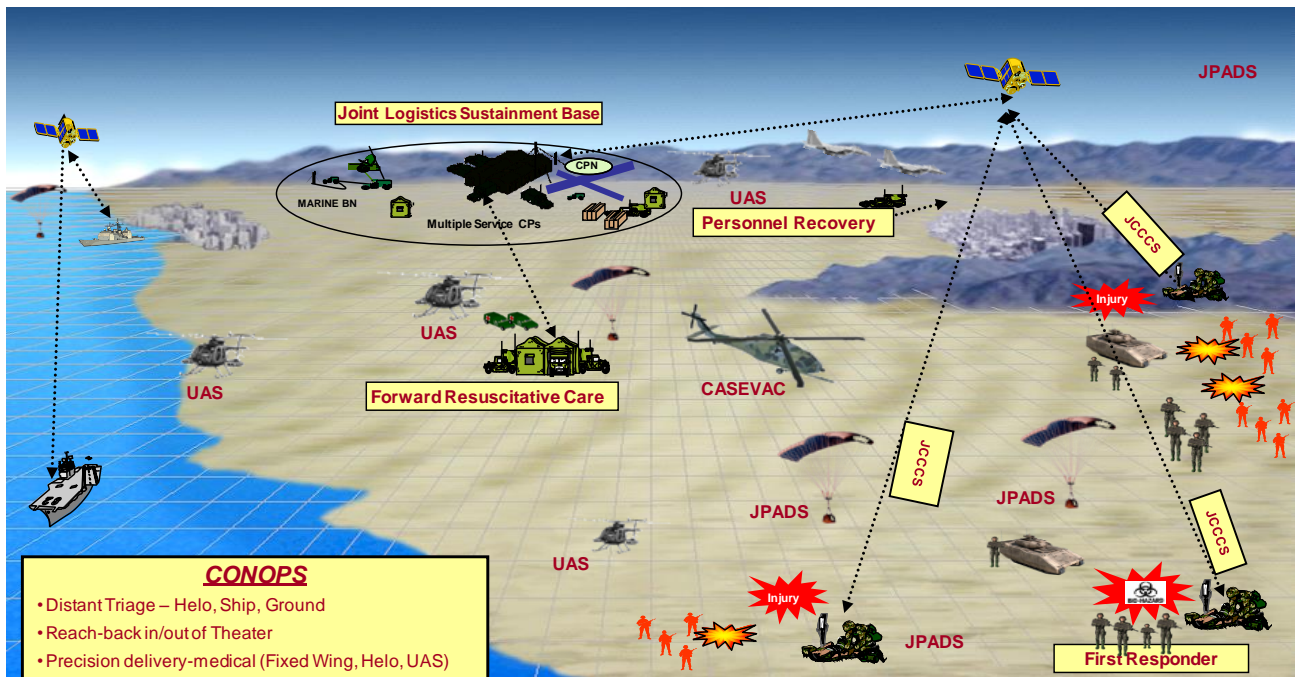 JPADS
Joint Logistics Sustainment Base
CPN
MARINE BN
Multiple Service CPs
UAS
Personnel Recovery
JCCCS
Injury
UAS
UAS
Forward Resuscitative Care
CASEVAC
JCCCS
JPADS
JPADS
JCCCS
UAS
CONOPS
•Distant Triage – Helo, Ship, Ground
•Reach-back in/out of Theater
•Precision delivery-medical (Fixed Wing, Helo, UAS)
Injury
JPADS
BIO-HAZARD
First Responder